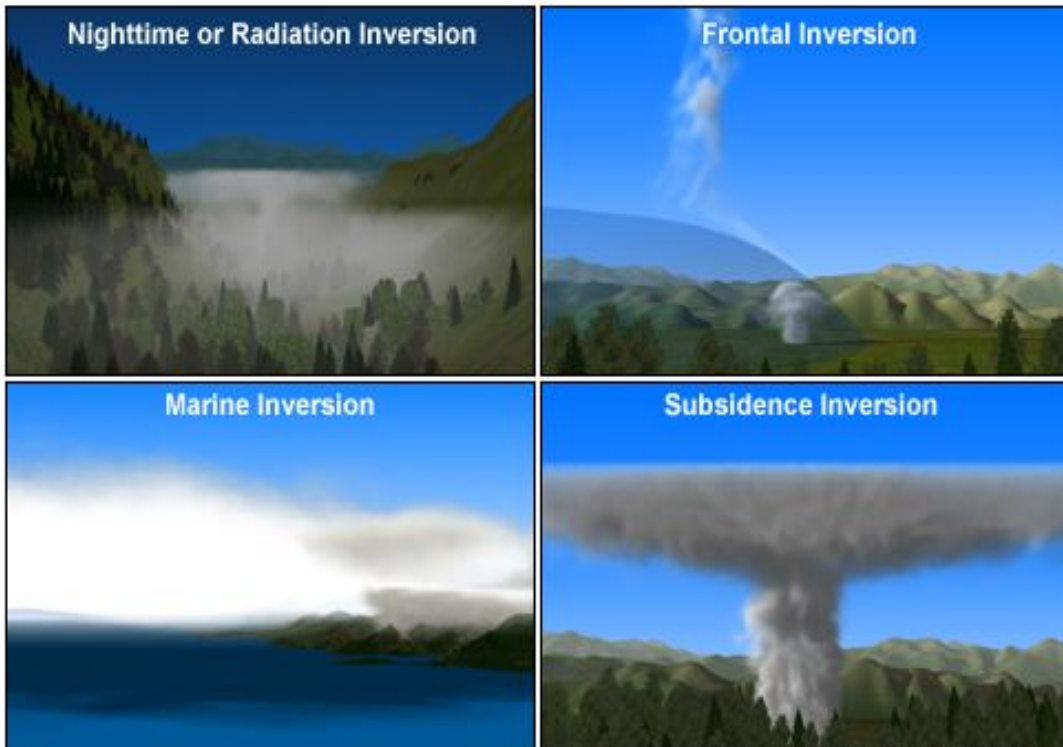 Nighttime or Radiation Inversion
Frontal Inversion
Marine Inversion
Subsidence Inversion